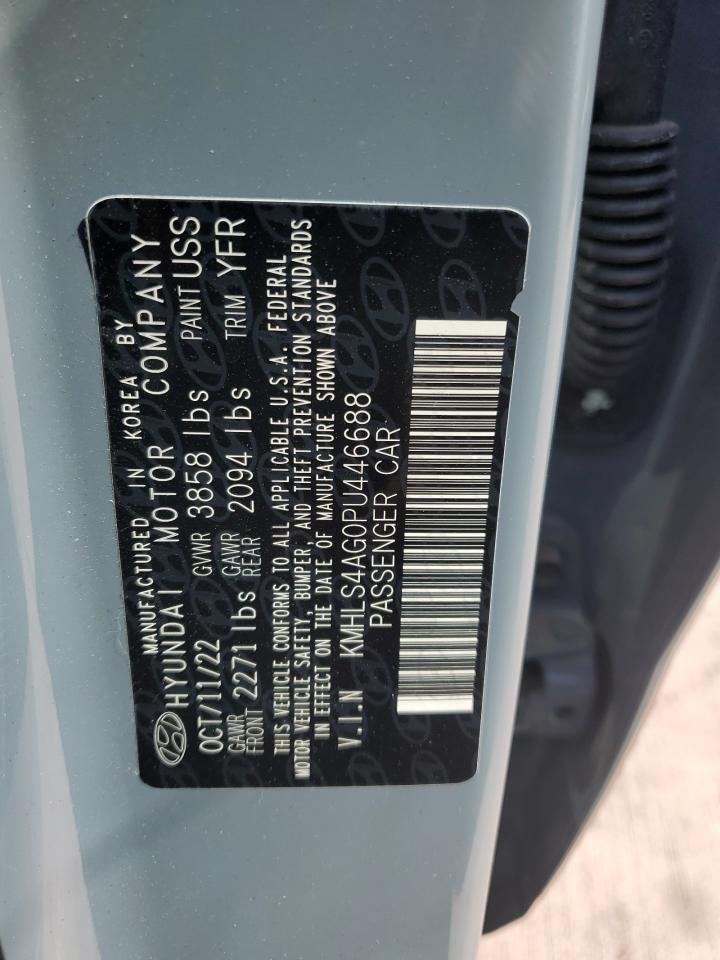 MANUFACTURED IN KOREA BY
HYUNDAI MOTOR COMPANY
OCT/11/22 GVWR 3858 lbs PAINT USS
GAWR FRONT 2271 lbs GAWR REAR 2094 lbs TRIM YFR
THIS VEHICLE CONFORMS TO ALL APPLICABLE U.S.A. FEDERAL
MOTOR VEHICLE SAFETY, BUMPER, AND THEFT PREVENTION STANDARDS
IN EFFECT ON THE DATE OF MANUFACTURE SHOWN ABOVE
V.I.N KMHLS4AG0PU446688
PASSENGER CAR